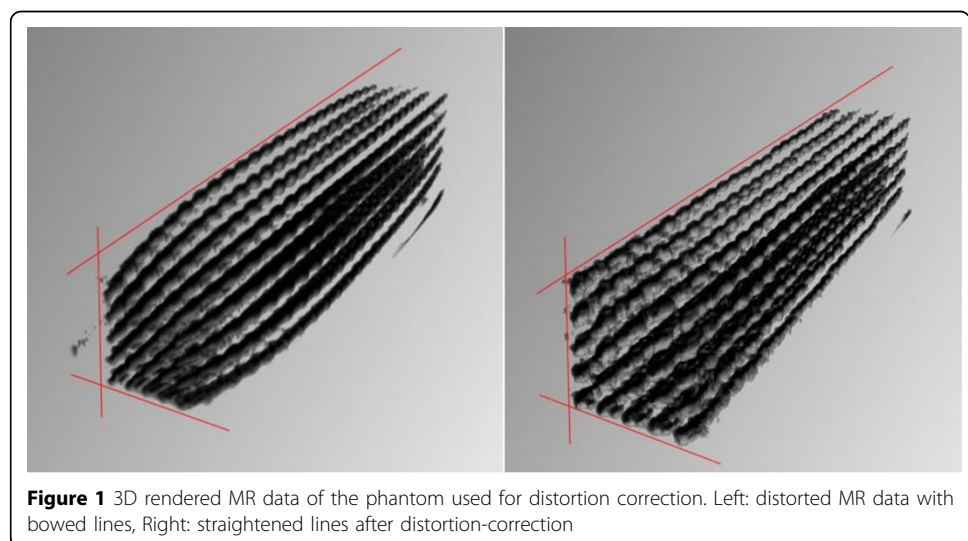 Figure 1 3D rendered MR data of the phantom used for distortion correction. Left: distorted MR data with
bowed lines, Right: straightened lines after distortion-correction